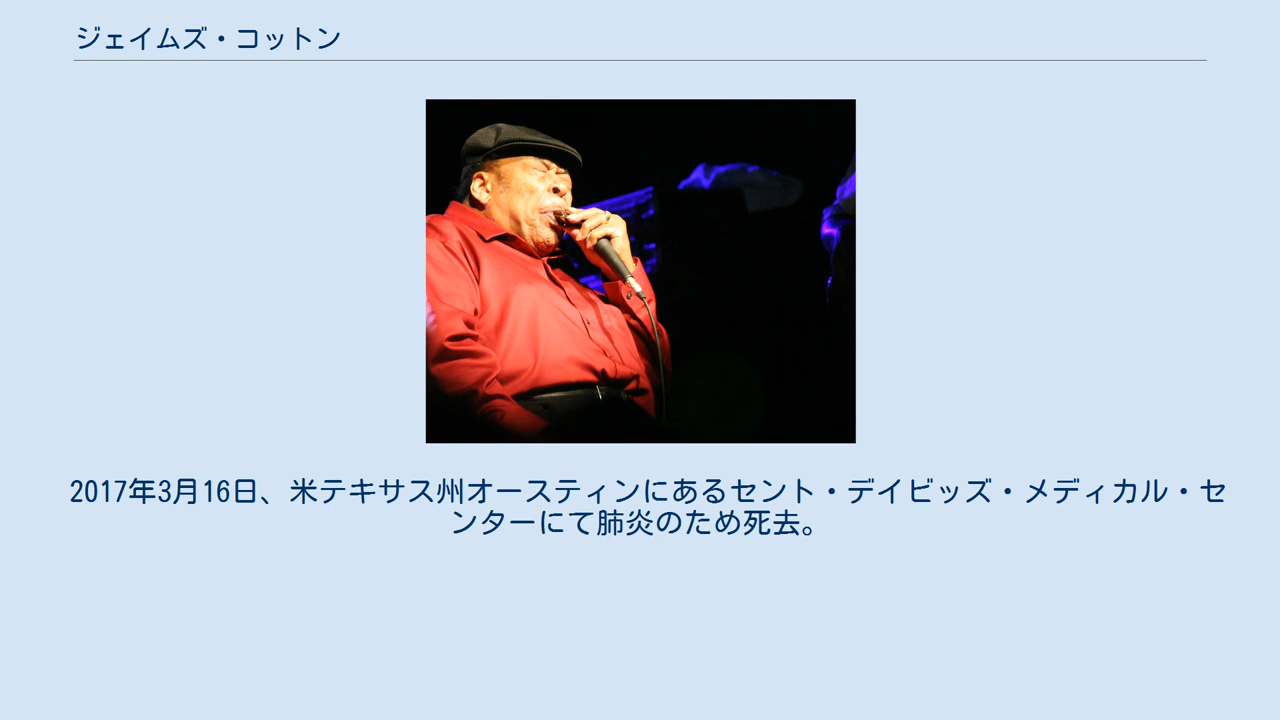 ジェイムズ・コットン
2017年3月16日、米テキサス州オースティンにあるセント・デイビッズ・メディカル・セ
ンターにて肺炎のため死去。